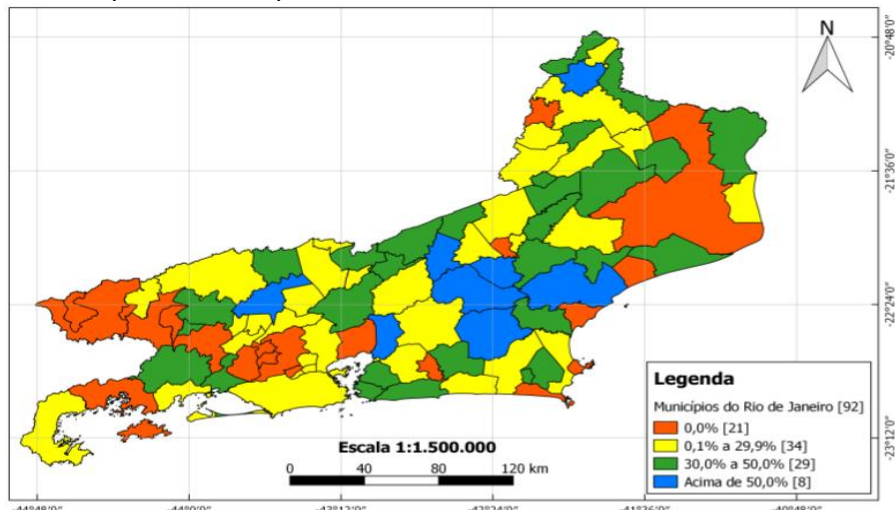 N
-20°48'0"
-21°36'0"
-22°24'0"
-23°12'0"
Legenda
Municípios do Rio de Janeiro [92]
0,0% [21]
0,1% a 29,9% [34]
30,0% a 50,0% [29]
Acima de 50,0% [8]
Escala 1:1.500.000
0 40 80 120 km